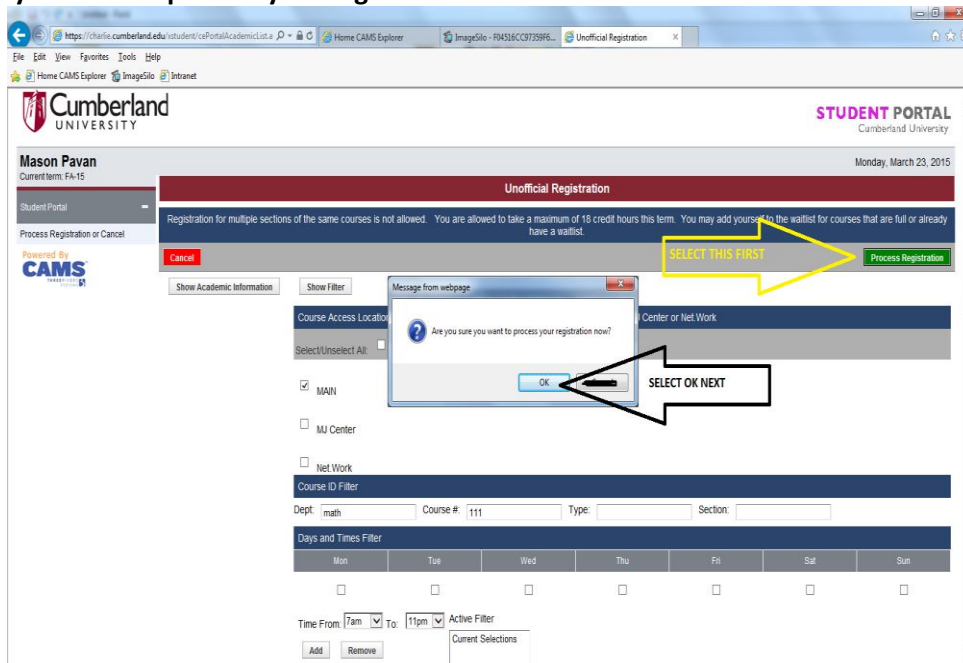 https://charlie.cumberland.edu/istudent/cePortalAcademicList.a
Home CAMS Explorer
ImageSilo - F04516CC97359F6...
Unofficial Registration
File Edit View Favorites Tools Help
Home CAMS Explorer ImageSilo Intranet
Cumberland
UNIVERSITY
STUDENT PORTAL
Cumberland University
Mason Pavan
Current term: FA-15
Monday, March 23, 2015
Student Portal
Process Registration or Cancel
Powered By
CAMS
Unofficial Registration
Registration for multiple sections of the same courses is not allowed. You are allowed to take a maximum of 18 credit hours this term. You may add yourself to the waitlist for courses that are full or already
have a waitlist.
Cancel
SELECT THIS FIRST
Process Registration
Show Academic Information
Show Filter
Message from webpage
Are you sure you want to process your registration now?
OK
SELECT OK NEXT
Course Access Location
Center or Net.Work
Select/Unselect All:
MAIN
MJ Center
Net.Work
Course ID Filter
Dept: math Course #: 111 Type: Section:
Days and Times Filter
Mon Tue Wed Thu Fri Sat Sun
Time From: 7am To: 11pm Active Filter
Current Selections
Add Remove